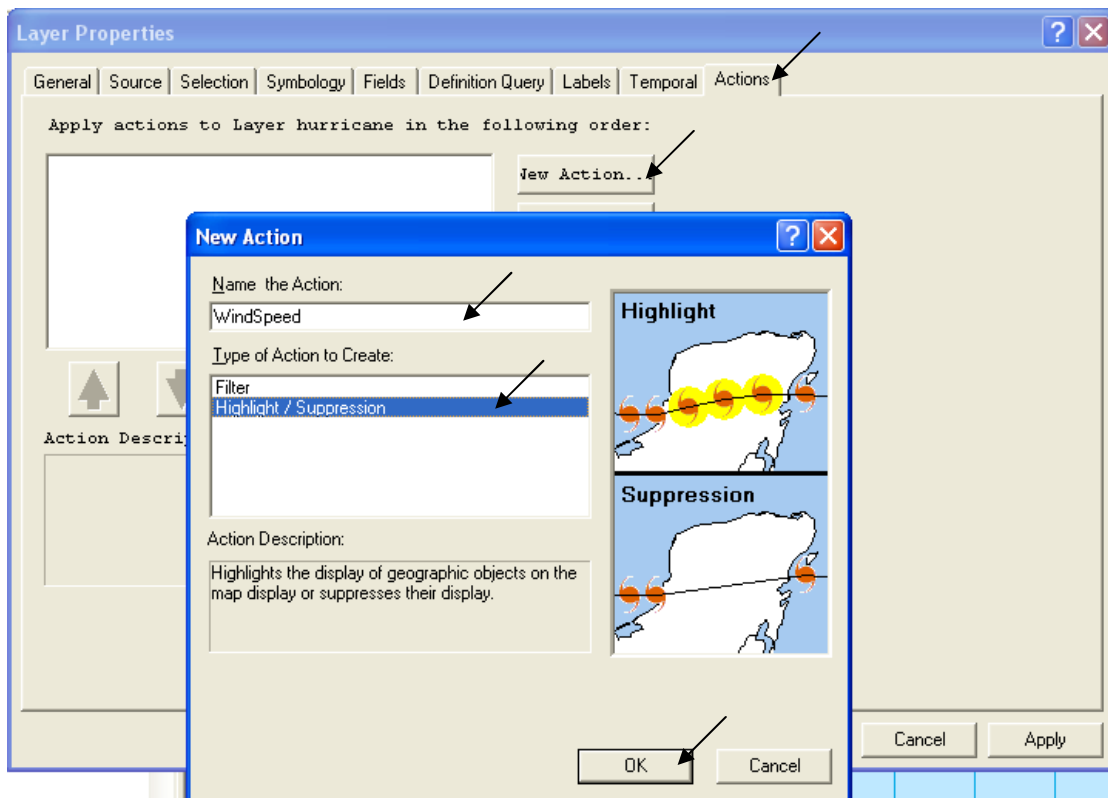 Layer Properties
General Source Selection Symbology Fields Definition Query Labels Temporal Actions
Apply actions to Layer hurricane in the following order:
New Action...
New Action
Name the Action:
WindSpeed
Type of Action to Create:
Filter
Highlight / Suppression
Action Description:
Highlights the display of geographic objects on the
map display or suppresses their display.
Highlight
Suppression
OK Cancel
Action Descrip
Cancel Apply